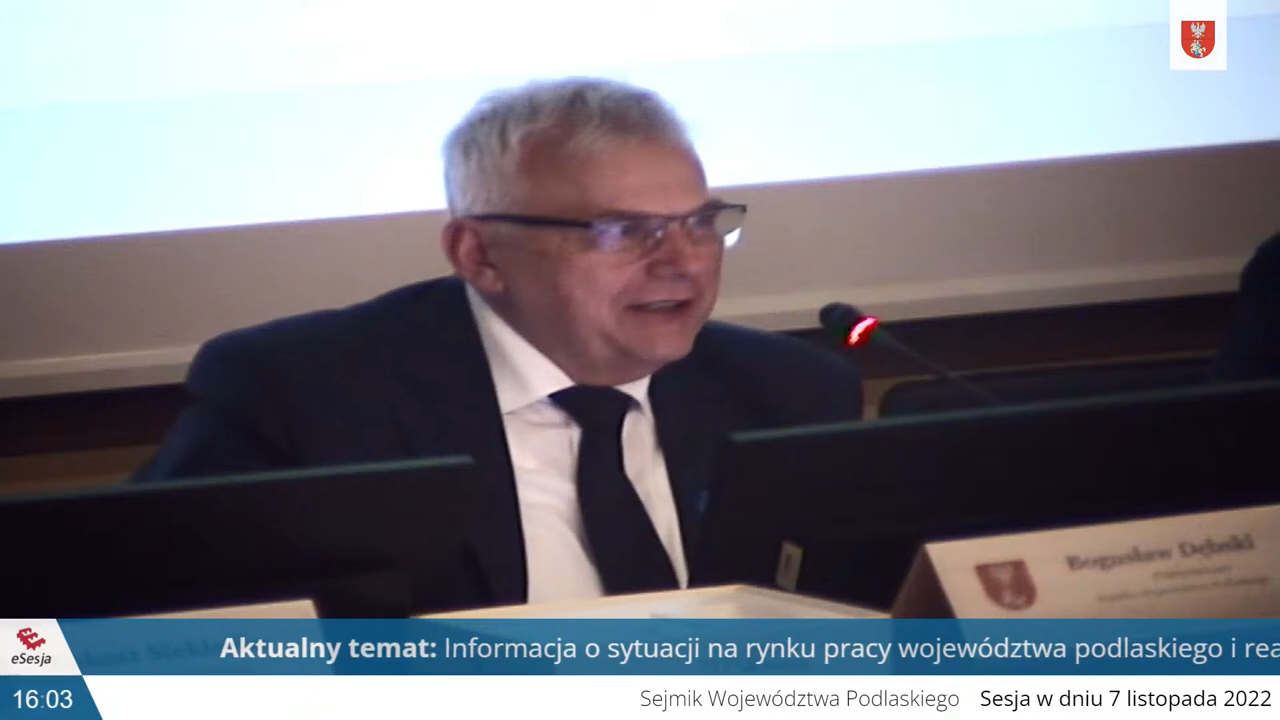 Bogusław Dębski
eSesja
Aktualny temat: Informacja o sytuacji na rynku pracy województwa podlaskiego i rea
16:03
Sejmik Województwa Podlaskiego Sesja w dniu 7 listopada 2022